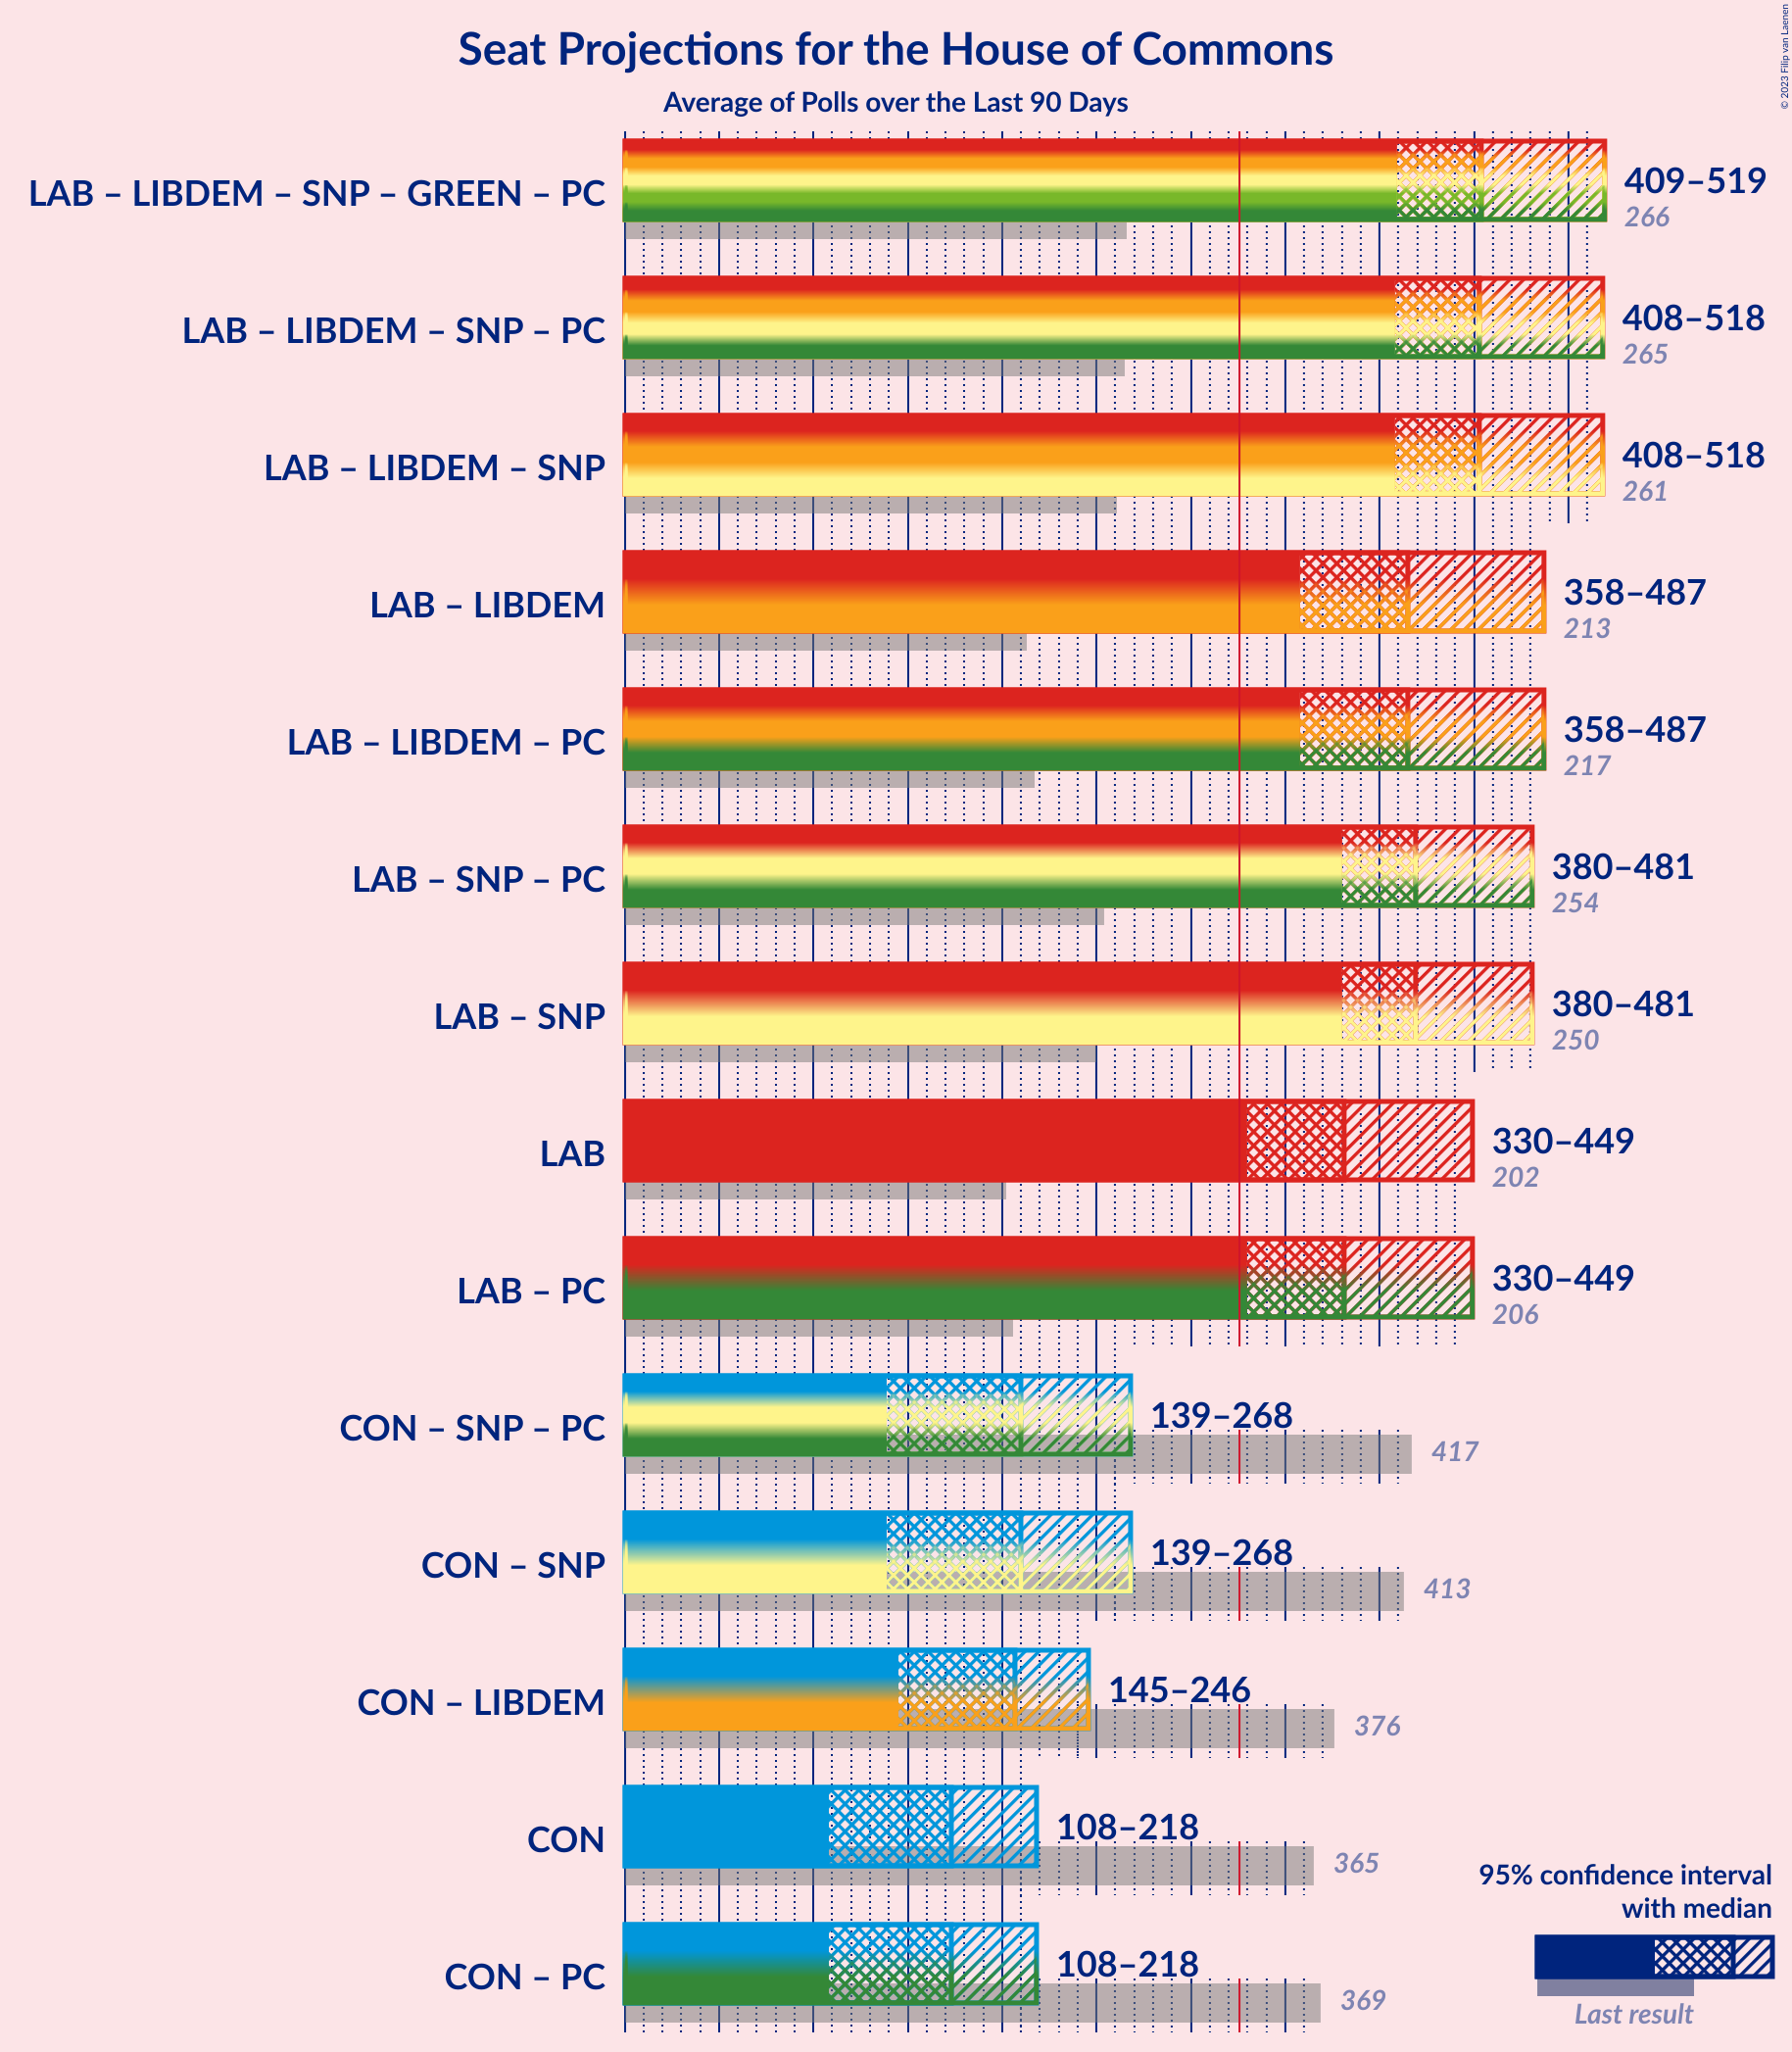 Seat Projections for the House of Commons
Average of Polls over the Last 90 Days
© 2023 Filip van Laenen
LAB – LIBDEM – SNP – GREEN – PC
409–519
266
LAB – LIBDEM – SNP – PC
408–518
265
LAB – LIBDEM – SNP
408–518
261
LAB – LIBDEM
358–487
213
LAB – LIBDEM – PC
358–487
217
LAB – SNP – PC
380–481
254
LAB – SNP
380–481
250
LAB
330–449
202
LAB – PC
330–449
206
CON – SNP – PC
139–268
417
CON – SNP
139–268
413
CON – LIBDEM
145–246
376
CON
108–218
365
CON – PC
108–218
369
95% confidence interval
with median
Last result